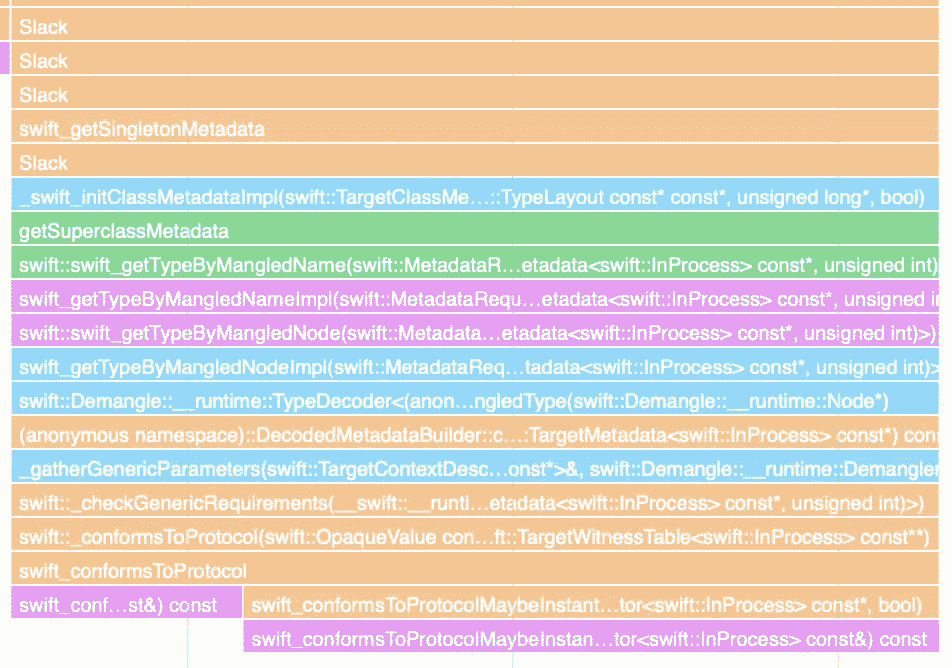 Slack
Slack
Slack
swift_getSingletonMetadata
Slack
_swift_initClassMetadataImpl(swift::TargetClassMe...::TypeLayout const* const*, unsigned long*, bool)
getSuperclassMetadata
swift::swift_getTypeByMangledName(swift::MetadataR...etadata<swift::InProcess> const*, unsigned int)
swift_getTypeByMangledNameImpl(swift::MetadataRequ...etadata<swift::InProcess> const*, unsigned in
swift::swift_getTypeByMangledNode(swift::Metadata...etadata<swift::InProcess> const*, unsigned int)>)
swift_getTypeByMangledNodeImpl(swift::MetadataReq...tadata<swift::InProcess> const*, unsigned int)>
swift::Demangle::__runtime::TypeDecoder<(anon...ngledType(swift::Demangle::__runtime::Node*)
(anonymous namespace)::DecodedMetadataBuilder::c...:TargetMetadata<swift::InProcess> const*) con
_gatherGenericParameters(swift::TargetContextDesc...onst*>&, swift::Demangle::__runtime::Demangler
swift::_checkGenericRequirements(__swift::__runti...etadata<swift::InProcess> const*, unsigned int)>)
swift::_conformsToProtocol(swift::OpaqueValue con...ft::TargetWitnessTable<swift::InProcess> const**)
swift_conformsToProtocol
swift_conf...st&) const swift_conformsToProtocolMaybeInstant...tor<swift::InProcess> const*, bool)
swift_conformsToProtocolMaybeInstan...tor<swift::InProcess> const&) const